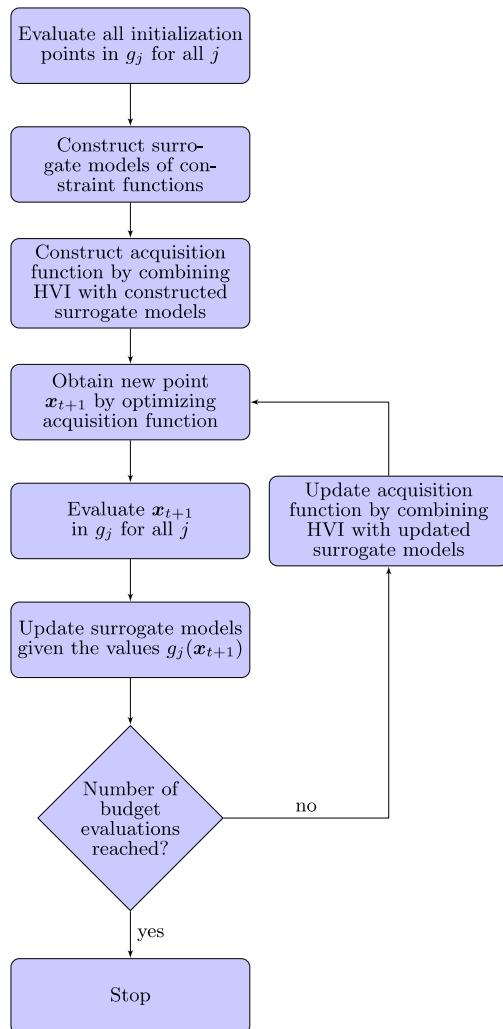 Evaluate all initialization
points in $g_j$ for all $j$
Construct surro-
gate models of con-
straint functions
Construct acquisition
function by combining
HVI with constructed
surrogate models
Obtain new point
$\boldsymbol{x}_{t+1}$ by optimizing
acquisition function
Evaluate $\boldsymbol{x}_{t+1}$
in $g_j$ for all $j$
Update acquisition
function by combining
HVI with updated
surrogate models
Update surrogate models
given the values $g_j(\boldsymbol{x}_{t+1})$
Number of
budget
evaluations
reached?
no
yes
Stop